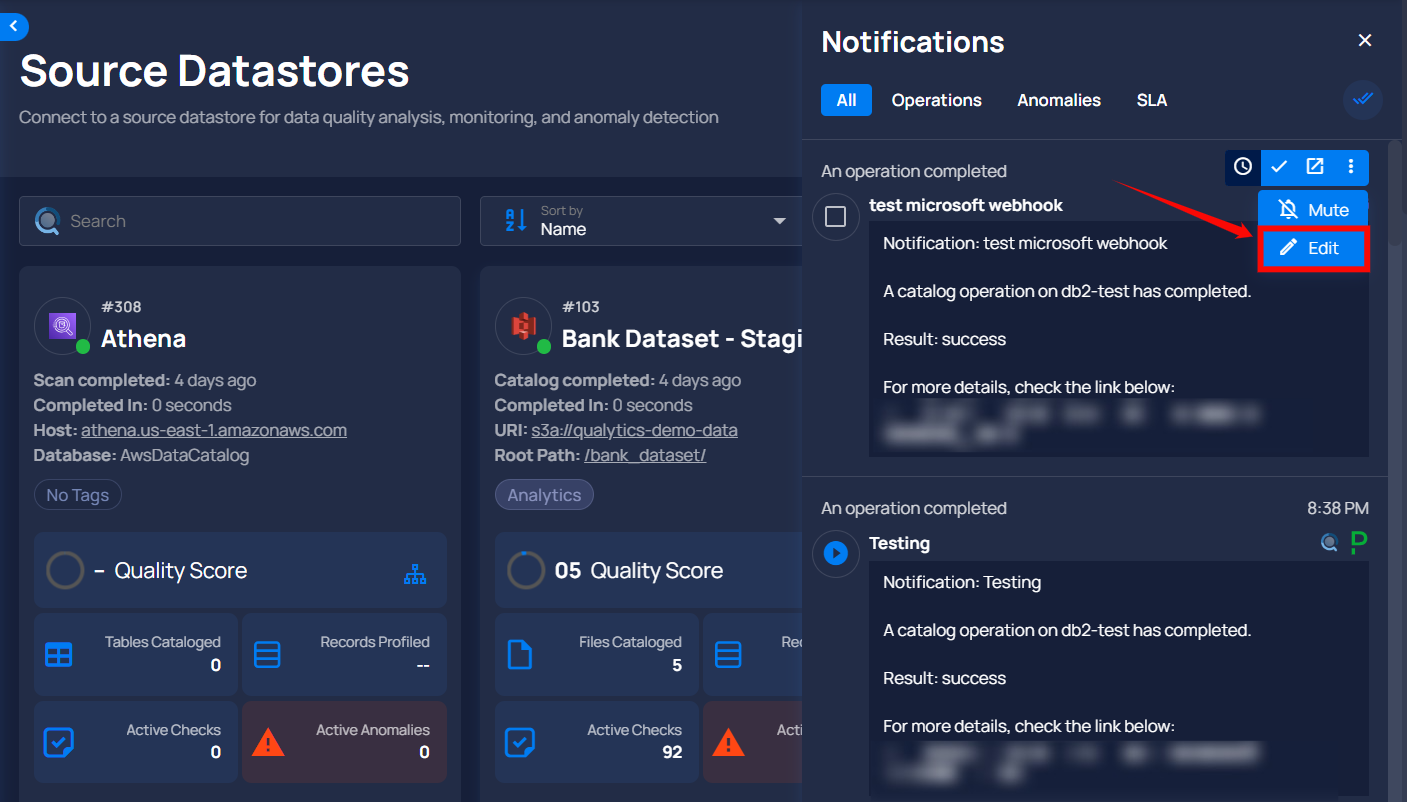 Source Datastores
Connect to a source datastore for data quality analysis, monitoring, and anomaly detection
Search
Sort by
Name
#308
Athena
Scan completed: 4 days ago
Completed In: 0 seconds
Host: athena.us-east-1.amazonaws.com
Database: AwsDataCatalog
No Tags
– Quality Score
Tables Cataloged
0
Records Profiled
--
Active Checks
0
Active Anomalies
0
#103
Bank Dataset - Stagi
Catalog completed: 4 days ago
Completed In: 0 seconds
URI: s3a://qualytics-demo-data
Root Path: /bank_dataset/
Analytics
05 Quality Score
Files Cataloged
5
Rec
Active Checks
92
Acti
Notifications
All Operations Anomalies SLA
An operation completed
test microsoft webhook
Mute
Edit
Notification: test microsoft webhook
A catalog operation on db2-test has completed.
Result: success
For more details, check the link below:
An operation completed 8:38 PM
Testing
Notification: Testing
A catalog operation on db2-test has completed.
Result: success
For more details, check the link below: